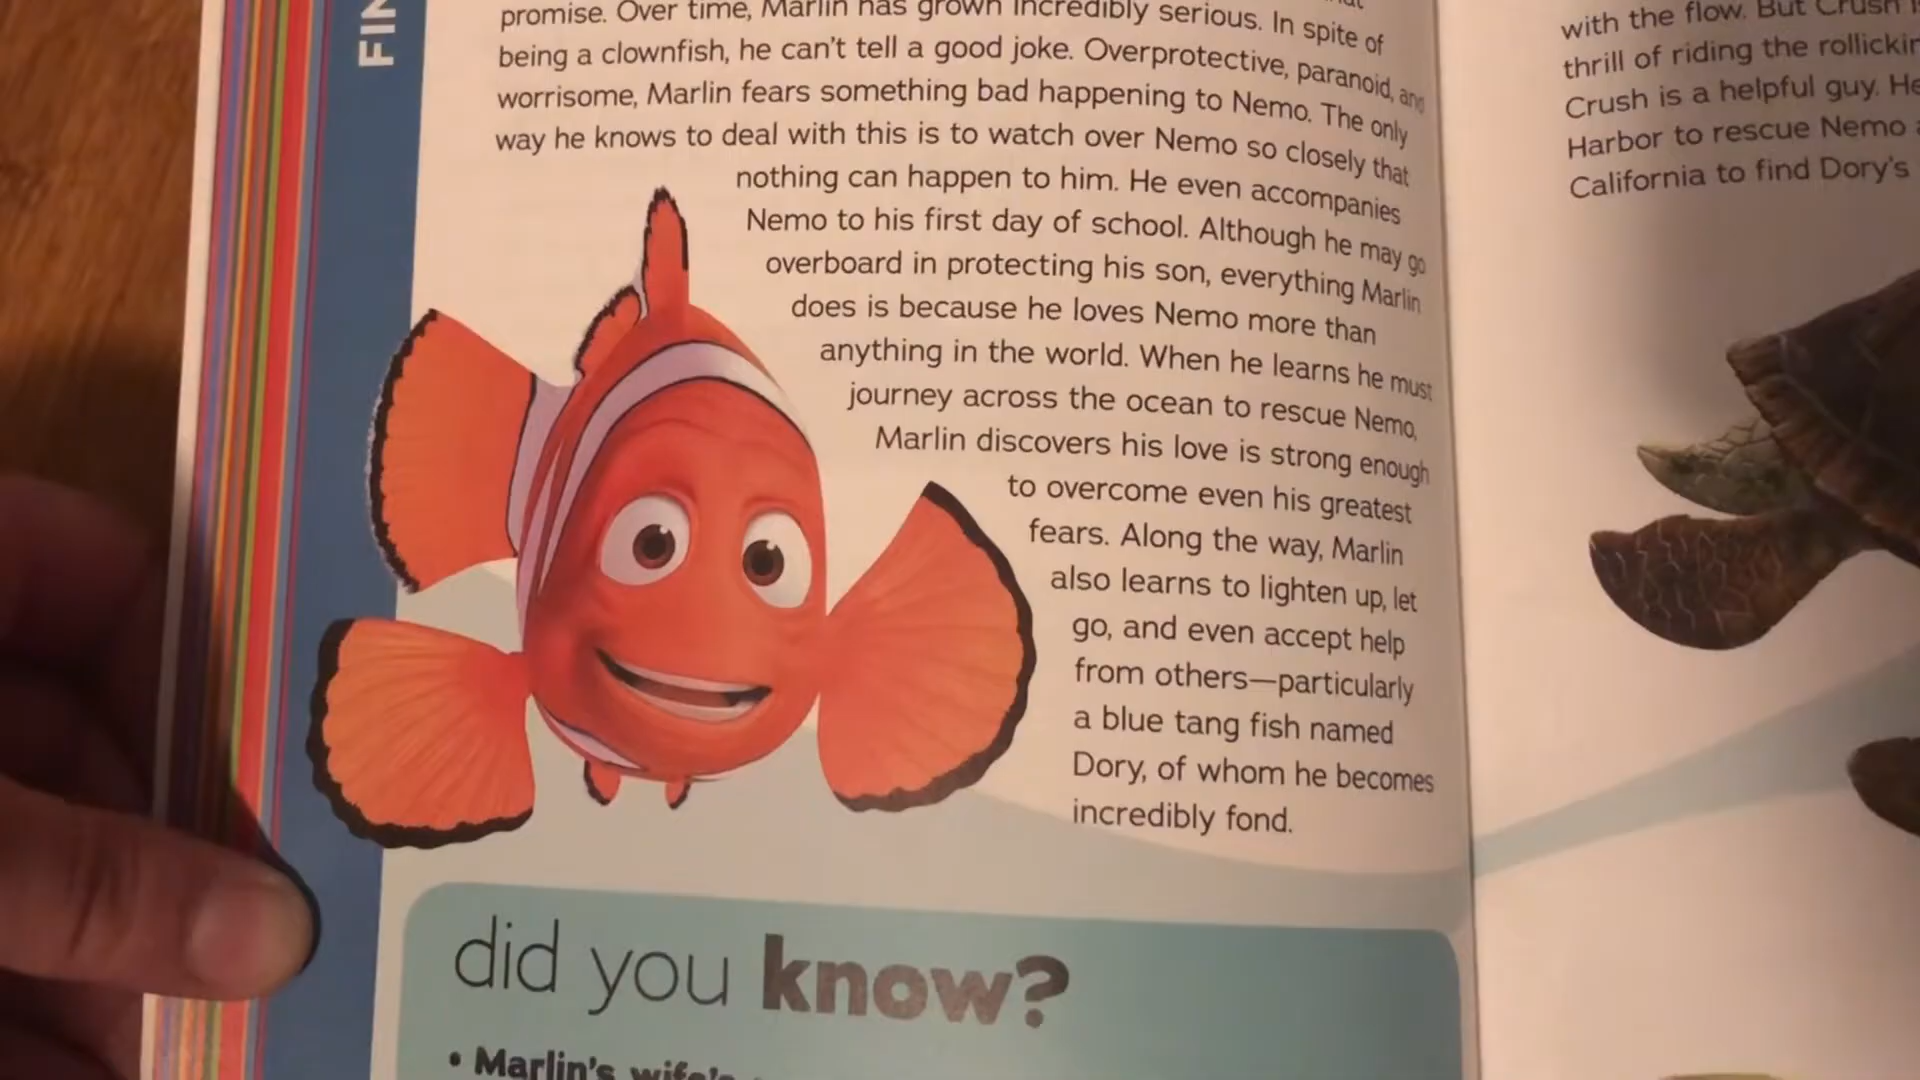 FIN
promise. Over time, Marlin has grown incredibly serious. In spite of
being a clownfish, he can't tell a good joke. Overprotective, paranoid, and
worrisome, Marlin fears something bad happening to Nemo. The only
way he knows to deal with this is to watch over Nemo so closely that
nothing can happen to him. He even accompanies
Nemo to his first day of school. Although he may go
overboard in protecting his son, everything Marlin
does is because he loves Nemo more than
anything in the world. When he learns he must
journey across the ocean to rescue Nemo,
Marlin discovers his love is strong enough
to overcome even his greatest
fears. Along the way, Marlin
also learns to lighten up, let
go, and even accept help
from others—particularly
a blue tang fish named
Dory, of whom he becomes
incredibly fond.
did you know?
• Marlin's wife's
with the flow. But Crush
thrill of riding the
Crush is a helpful guy. He
Harbor to rescue Nemo
California to find Dory's